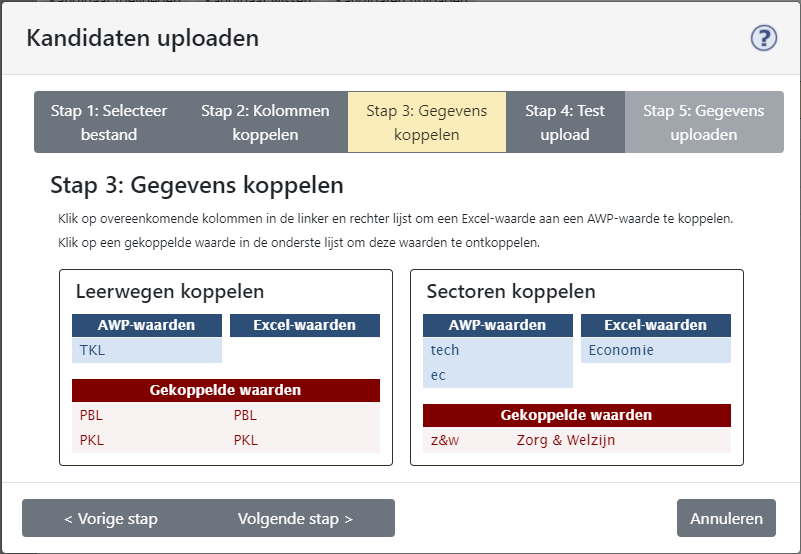 Kandidaten uploaden
?
Stap 1: Selecteer bestand
Stap 2: Kolommen koppelen
Stap 3: Gegevens koppelen
Stap 4: Test upload
Stap 5: Gegevens uploaden
Stap 3: Gegevens koppelen
Klik op overeenkomende kolommen in de linker en rechter lijst om een Excel-waarde aan een AWP-waarde te koppelen.
Klik op een gekoppelde waarde in de onderste lijst om deze waarden te ontkoppelen.
Leerwegen koppelen
AWP-waarden Excel-waarden
TKL
Gekoppelde waarden
PBL PBL
PKL PKL
Sectoren koppelen
AWP-waarden Excel-waarden
tech Economie
ec
Gekoppelde waarden
z&w Zorg & Welzijn
< Vorige stap Volgende stap > Annuleren